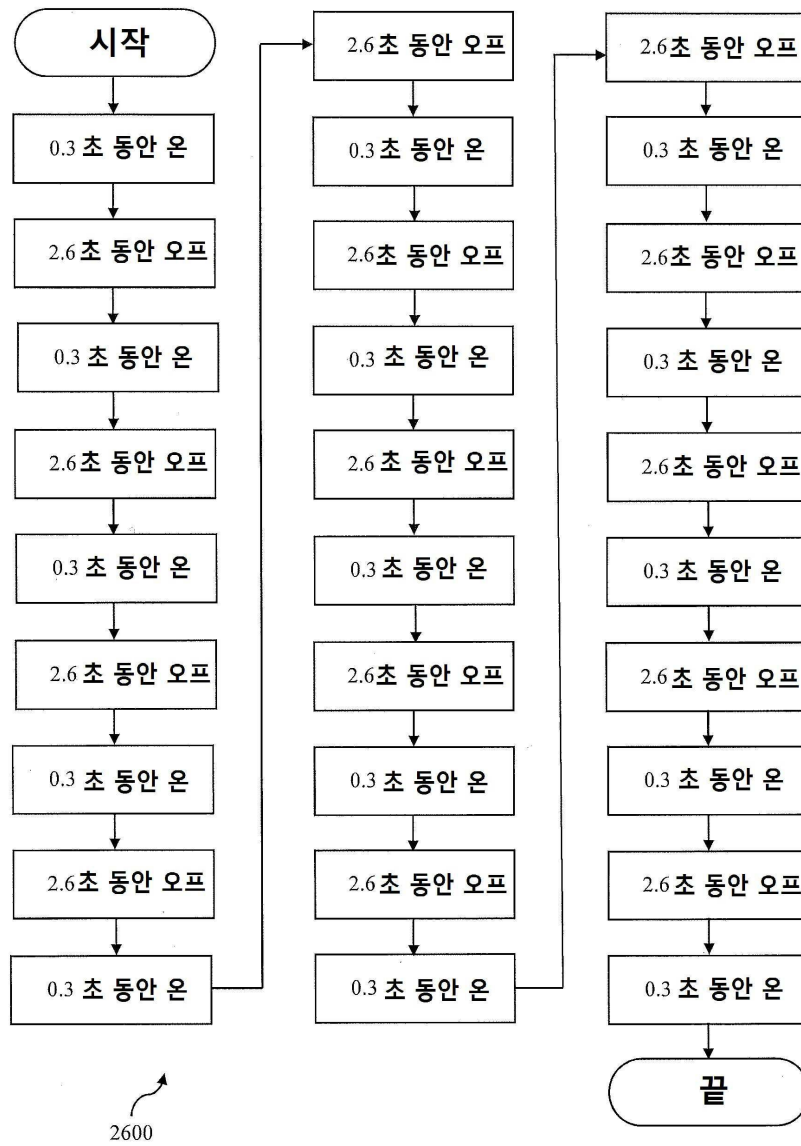 시작
0.3 초 동안 온
2.6초 동안 오프
0.3 초 동안 온
2.6초 동안 오프
0.3 초 동안 온
2.6초 동안 오프
0.3 초 동안 온
2.6초 동안 오프
0.3 초 동안 온
2.6초 동안 오프
0.3 초 동안 온
2.6초 동안 오프
0.3 초 동안 온
2.6초 동안 오프
0.3 초 동안 온
2.6초 동안 오프
0.3 초 동안 온
2.6초 동안 오프
0.3 초 동안 온
2.6초 동안 오프
0.3 초 동안 온
2.6초 동안 오프
0.3 초 동안 온
2.6초 동안 오프
0.3 초 동안 온
2.6초 동안 오프
0.3 초 동안 온
2.6초 동안 오프
0.3 초 동안 온
끝
2600